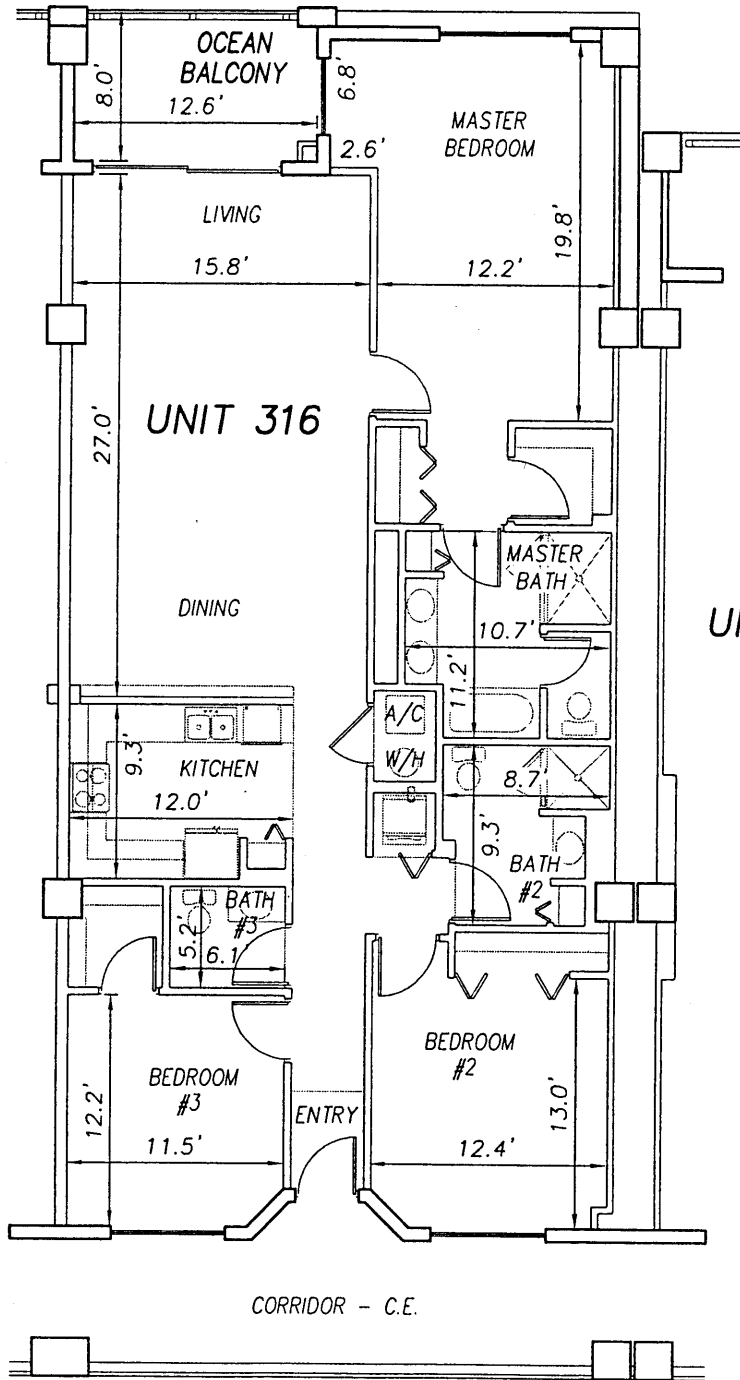 OCEAN
BALCONY
8.0'
12.6'
6.8'
2.6'
MASTER
BEDROOM
LIVING
19.8'
15.8'
12.2'
UNIT 316
27.0'
DINING
MASTER
BATH
10.7'
11.2'
A/C
W/H
KITCHEN
9.3'
12.0'
8.7'
9.3'
BATH
#2
BATH
#3
5.2'
6.1'
BEDROOM
#2
BEDROOM
#3
12.2'
11.5'
ENTRY
12.4'
13.0'
CORRIDOR - C.E.